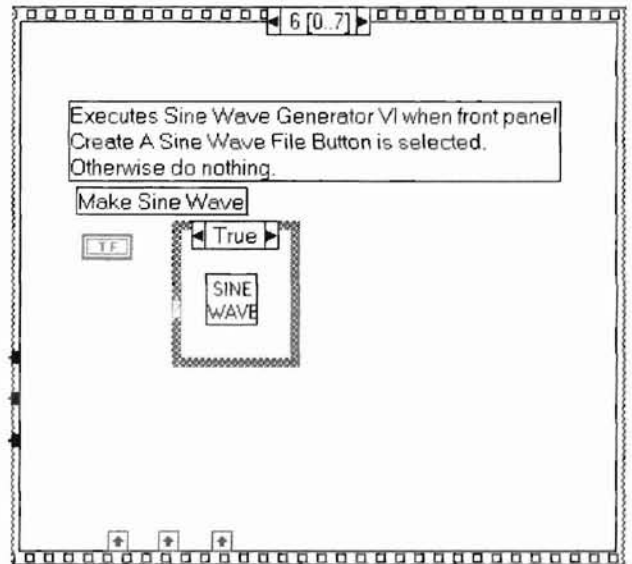 6 [0..7]
Executes Sine Wave Generator VI when front panel
Create A Sine Wave File Button is selected.
Otherwise do nothing.
Make Sine Wave
True
TF
SINE
WAVE